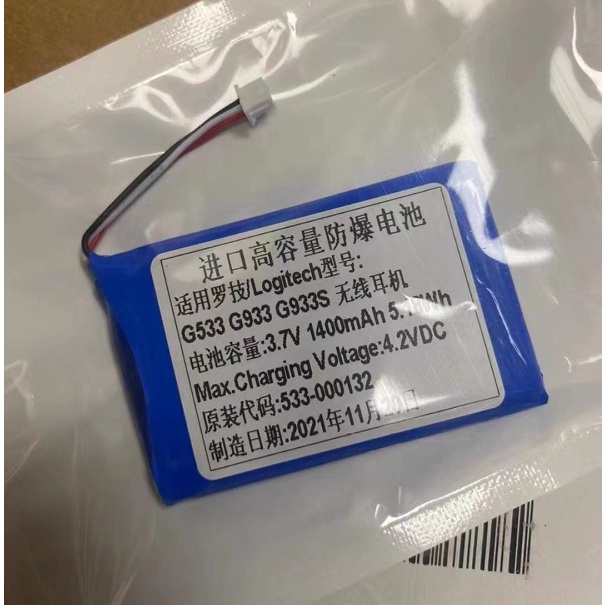 进口高容量防爆电池
适用罗技/Logitech型号:
G533 G933 G933S 无线耳机
电池容量:3.7V 1400mAh
Max.Charging Voltage:4.2VDC
原装代码:533-000132
制造日期:2021年11月